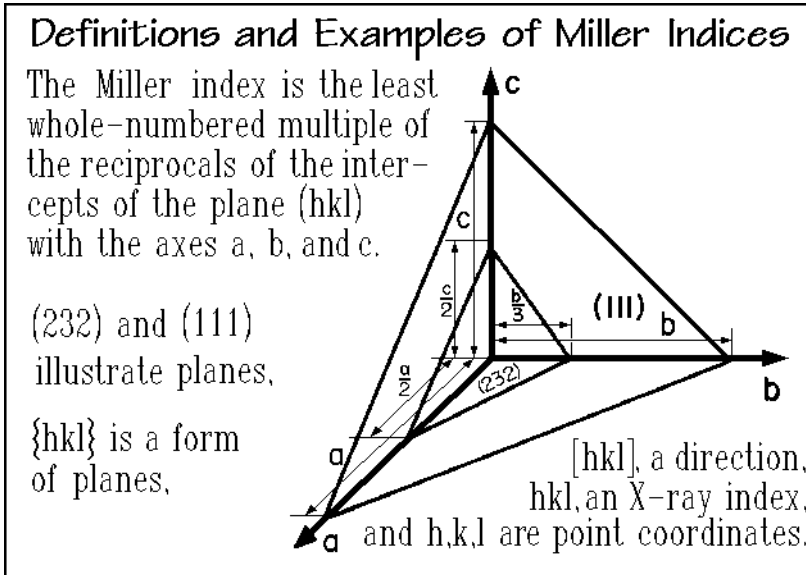 Definitions and Examples of Miller Indices
The Miller index is the least
whole-numbered multiple of
the reciprocals of the inter-
cepts of the plane (hkl)
with the axes a, b, and c.
(232) and (111)
illustrate planes,
{hkl} is a form
of planes,
c
c
c/2
b/3
(III)
b
b
a/2
(232)
a
a
[hkl], a direction,
hkl, an X-ray index,
and h,k,l are point coordinates.